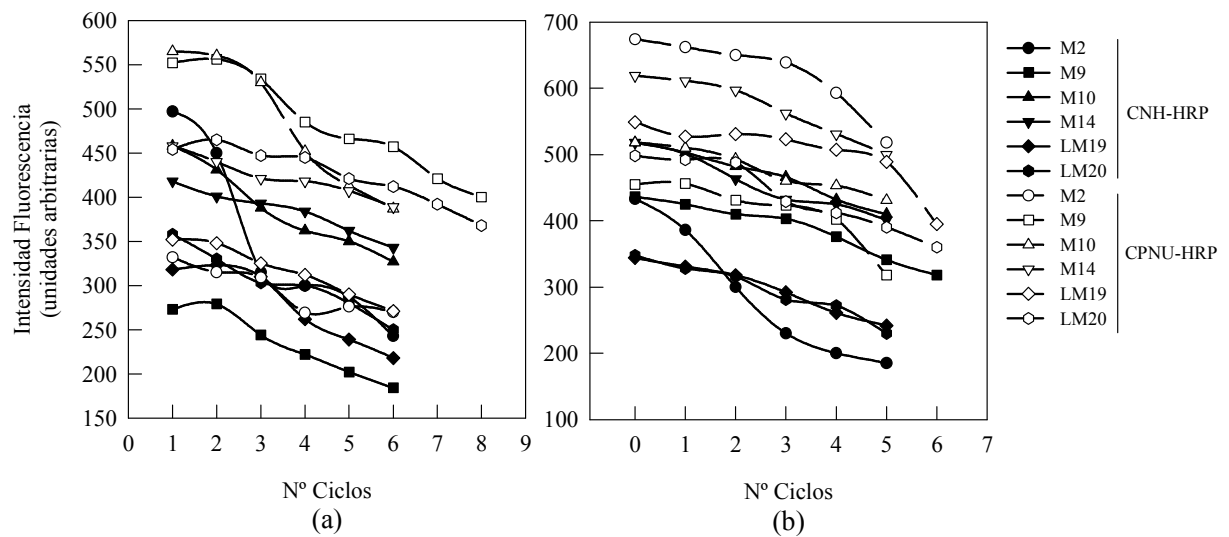 Intensidad Fluorescencia
(unidades arbitrarias)
600
550
500
450
400
350
300
250
200
150
0
1
2
3
4
5
6
7
8
9
Nº Ciclos
(a)
700
600
500
400
300
200
100
0
1
2
3
4
5
6
7
Nº Ciclos
(b)
M2
M9
M10
M14
LM19
LM20
CNH-HRP
M2
M9
M10
M14
LM19
LM20
CPNU-HRP